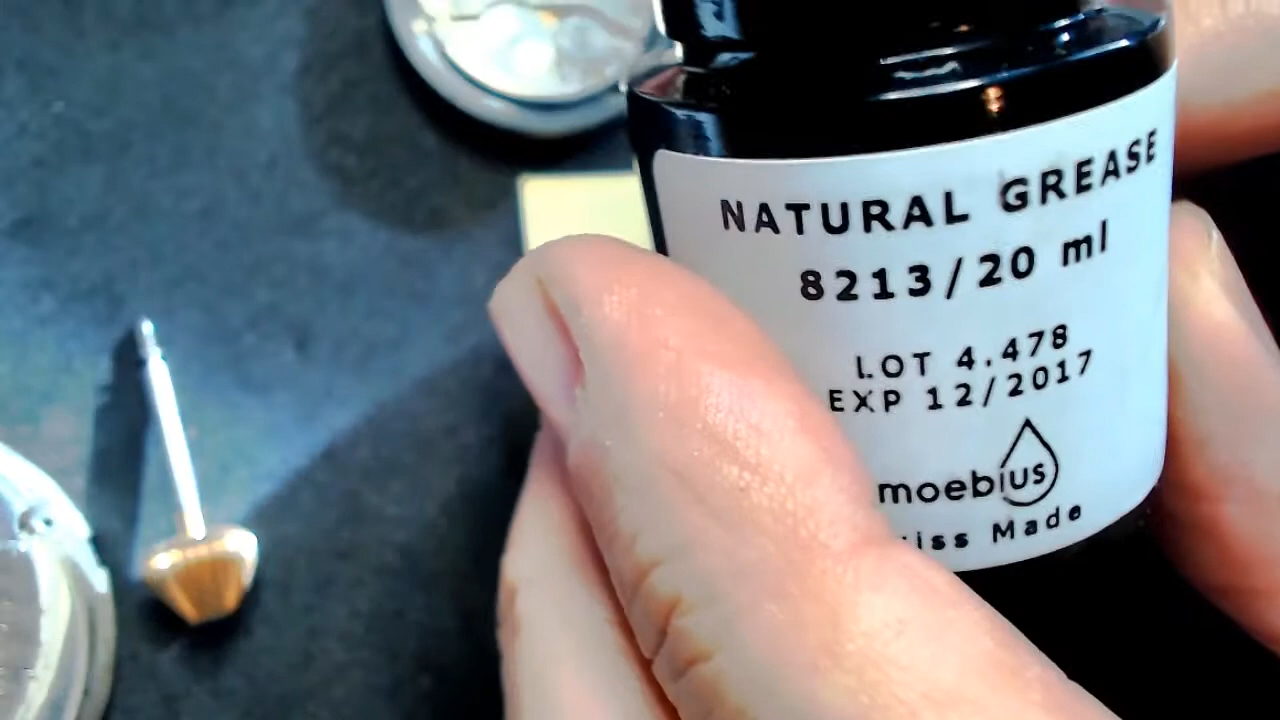 NATURAL GREASE
8213/20 ml
LOT 4.478
EXP 12/2017
moebius
Made